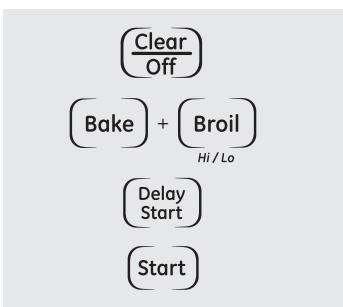 Clear
Off
Bake + Broil
Hi / Lo
Delay
Start
Start